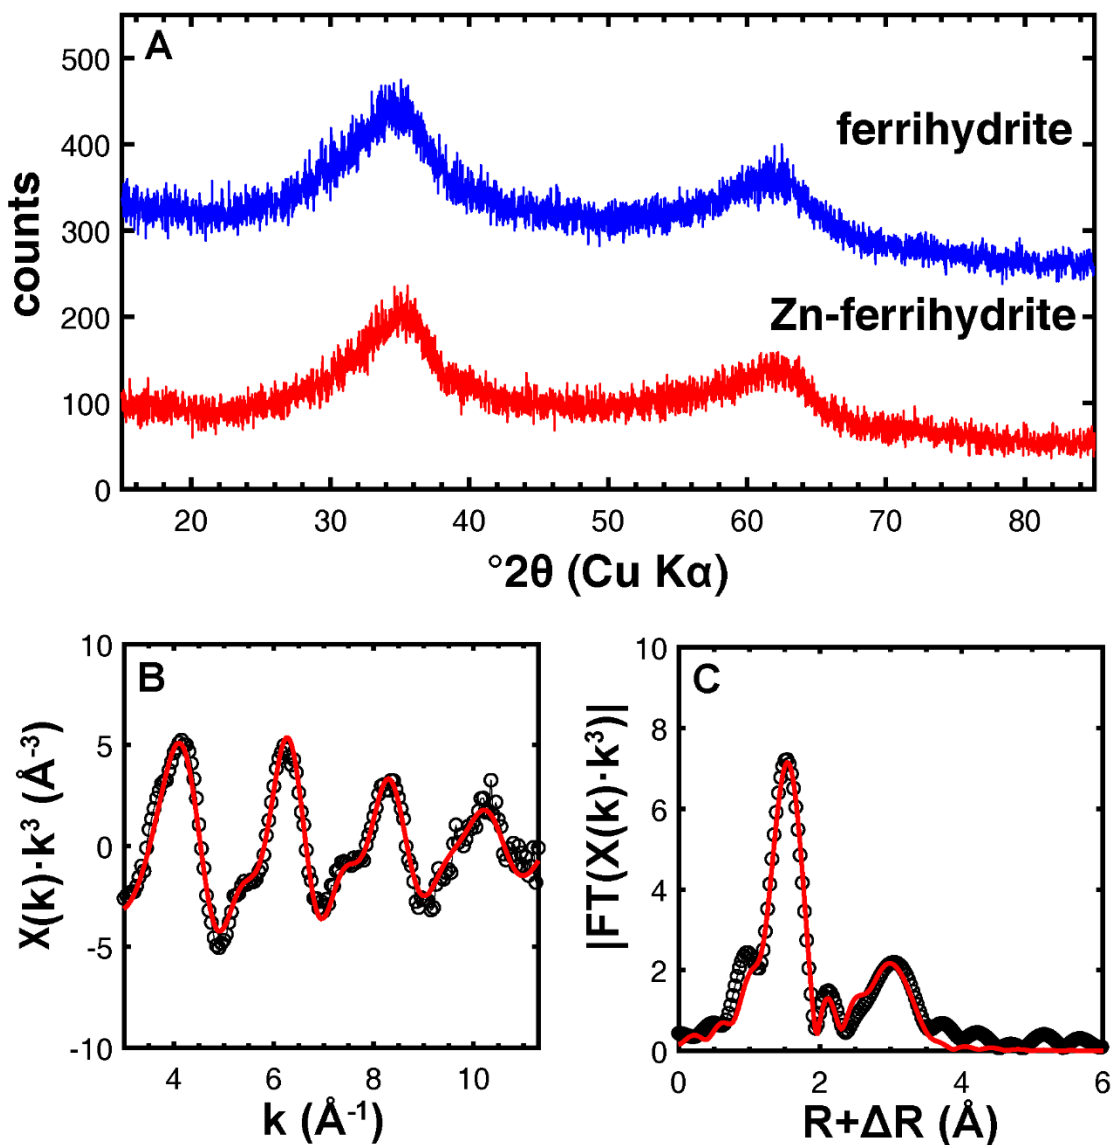 A
500
400
300
200
100
0
counts
ferrihydrite
Zn-ferrihydrite
20 30 40 50 60 70 80
°2θ (Cu Kα)
B
10
5
0
-5
-10
X(k)·k³ (Å⁻³)
4 6 8 10
k (Å⁻¹)
C
10
8
6
4
2
0
|FT(X(k)·k³)|
0 2 4 6
R+ΔR (Å)